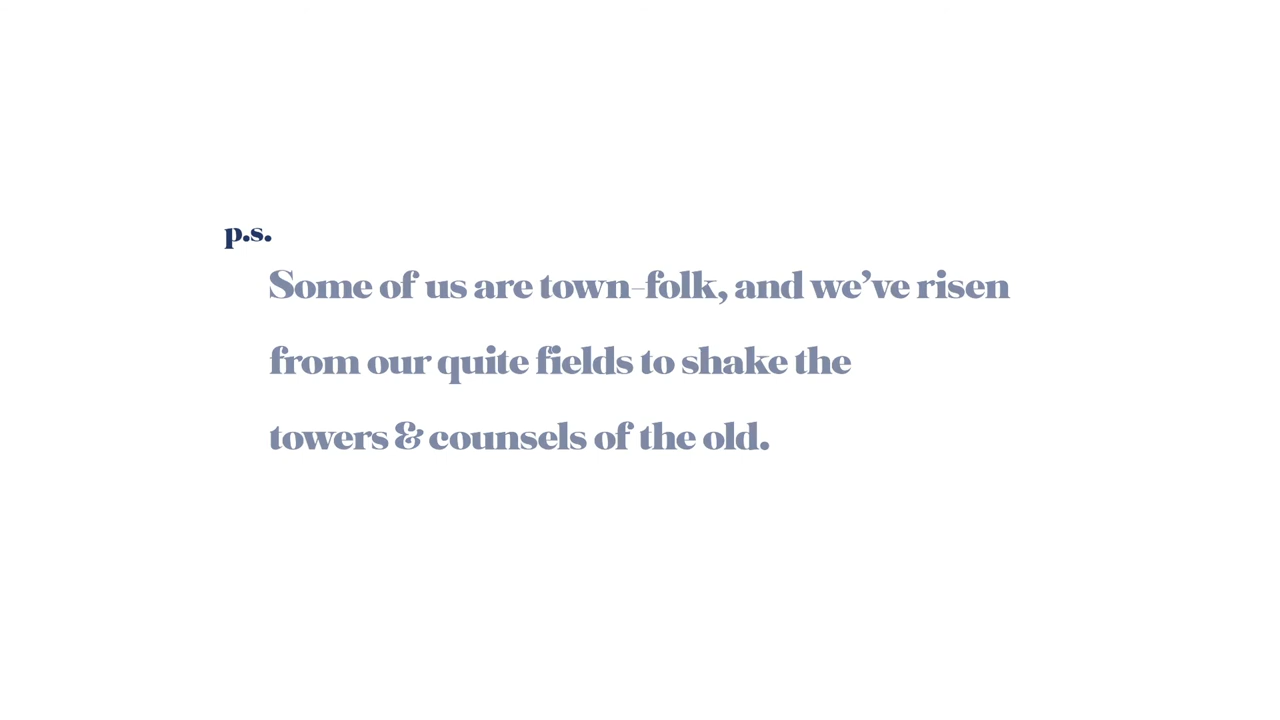 p.s.
Some of us are town-folk, and we’ve risen
from our quite fields to shake the
towers & counsels of the old.